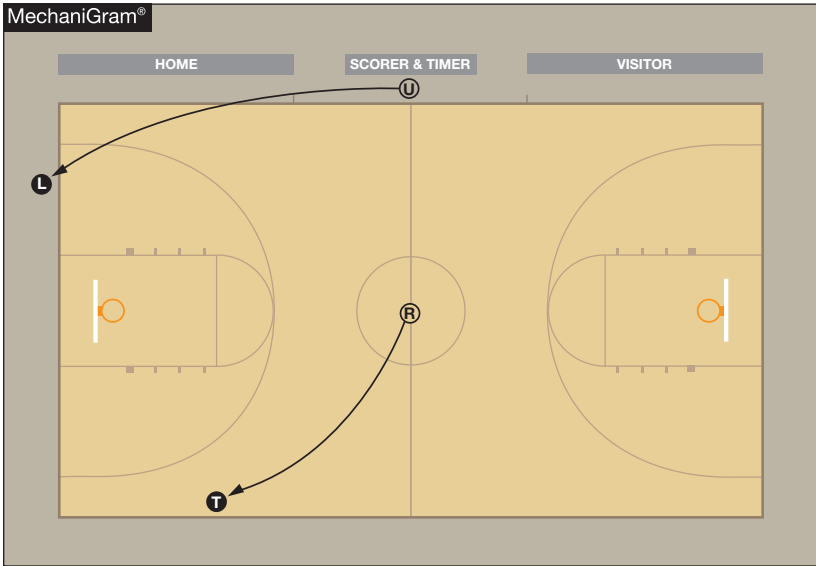 MechaniGram®
HOME
SCORER & TIMER
VISITOR
U
L
R
T